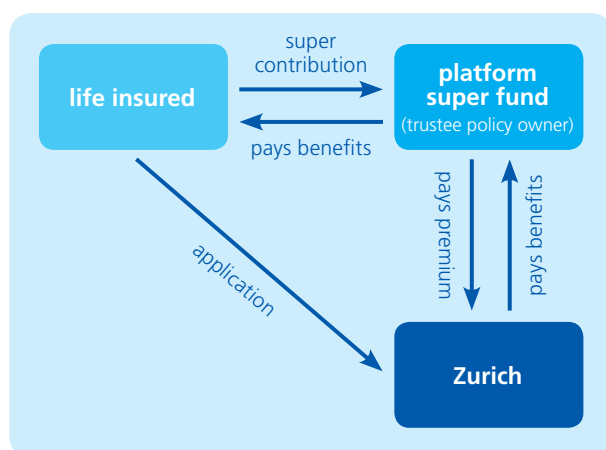 super
contribution
life insured
platform
super fund
(trustee policy owner)
pays benefits
application
pays premium
pays benefits
Zurich